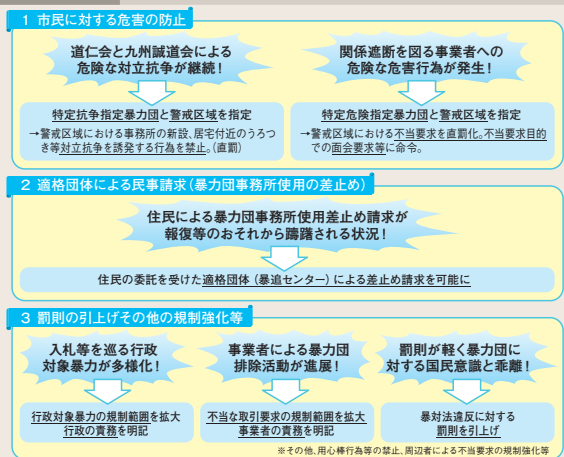 1 市民に対する危害の防止
道仁会と九州誠道会による
危険な対立抗争が継続！
特定抗争指定暴力団と警戒区域を指定
→警戒区域における事務所の新設、居宅付近のうろつ
き等対立抗争を誘発する行為を禁止。（直罰）
関係遮断を図る事業者への
危険な危害行為が発生！
特定危険指定暴力団と警戒区域を指定
→警戒区域における不当要求を直罰化。不当要求目的
での面会要求等に命令。
2 適格団体による民事請求（暴力団事務所使用の差止め）
住民による暴力団事務所使用差止め請求が
報復等のおそれから躊躇される状況！
住民の委託を受けた適格団体（暴追センター）による差止め請求を可能に
3 罰則の引上げその他の規制強化等
入札等を巡る行政
対象暴力が多様化！
行政対象暴力の規制範囲を拡大
行政の責務を明記
事業者による暴力団
排除活動が進展！
不当な取引要求の規制範囲を拡大
事業者の責務を明記
罰則が軽く暴力団に
対する国民意識と乖離！
暴対法違反に対する
罰則を引上げ
※その他、用心棒行為等の禁止、周辺者による不当要求の規制強化等